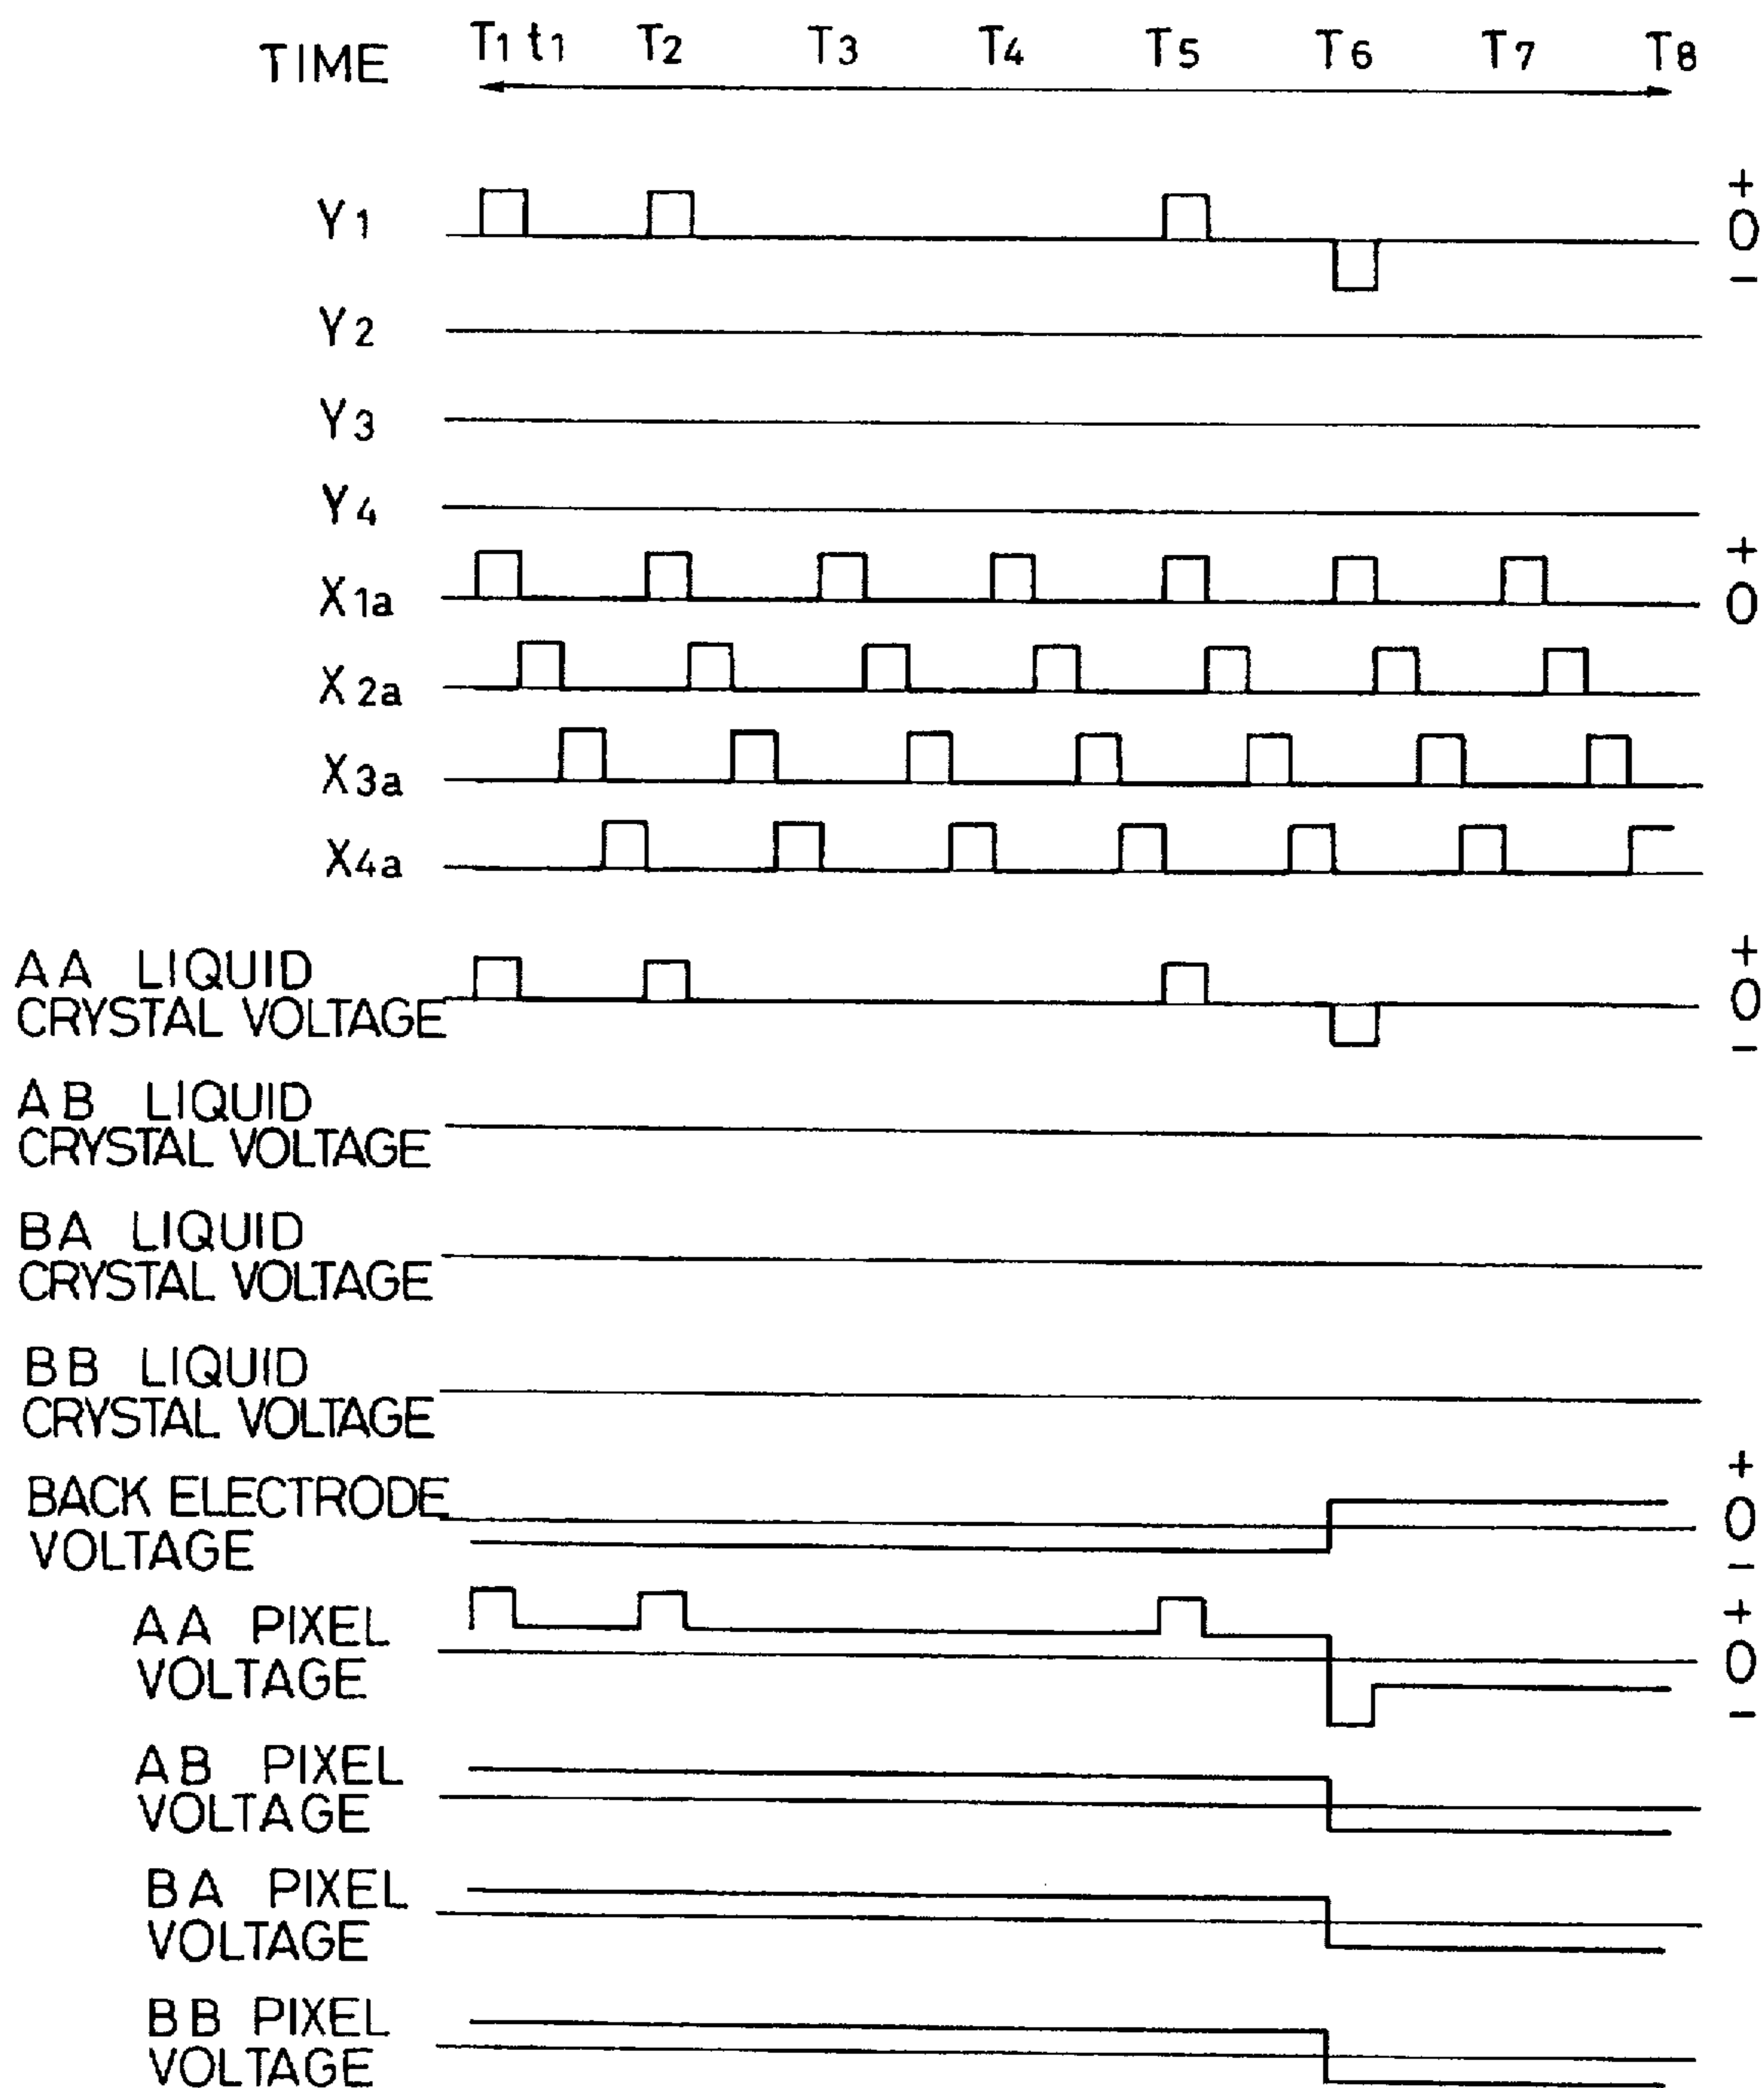 TIME T1 t1 T2 T3 T4 T5 T6 T7 T8
+
Y1 0
-
Y2
Y3
Y4
+
X1a 0
X2a
X3a
X4a
AA LIQUID +
CRYSTAL VOLTAGE 0
-
AB LIQUID
CRYSTAL VOLTAGE
BA LIQUID
CRYSTAL VOLTAGE
BB LIQUID
CRYSTAL VOLTAGE
+
BACK ELECTRODE 0
VOLTAGE -
AA PIXEL +
VOLTAGE 0
-
AB PIXEL
VOLTAGE
BA PIXEL
VOLTAGE
BB PIXEL
VOLTAGE